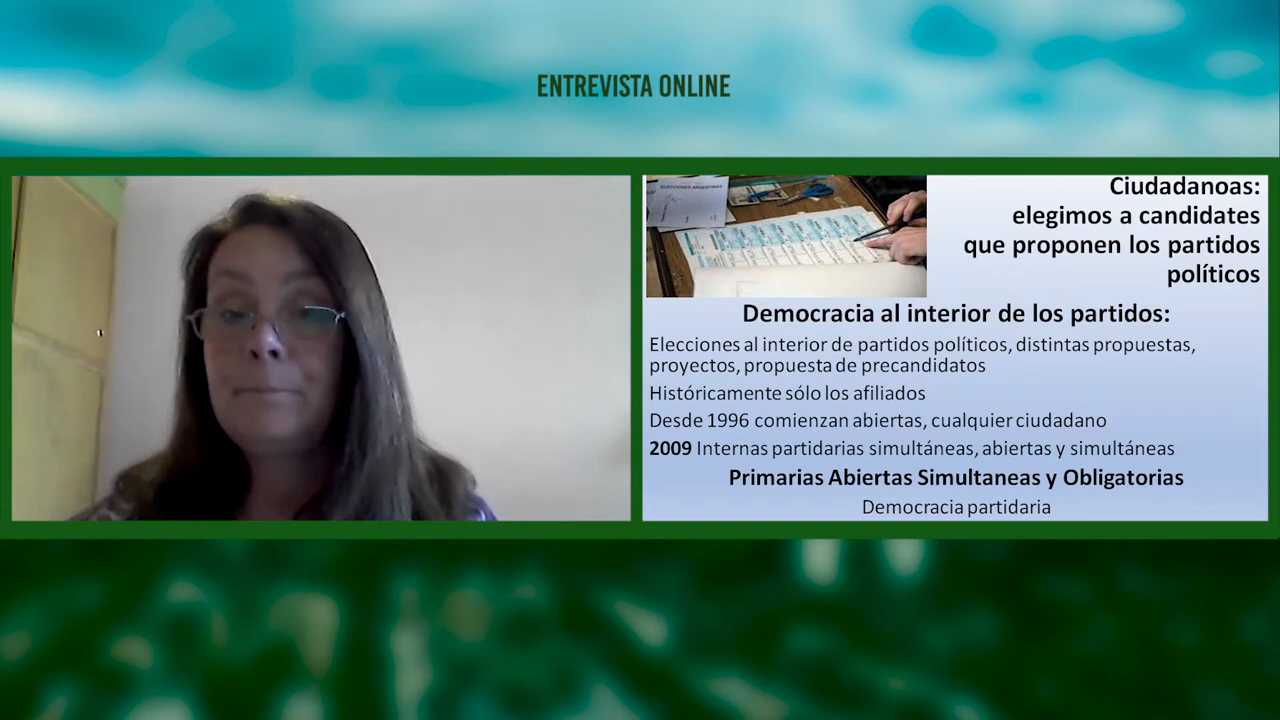 ENTREVISTA ONLINE
ELECCIONES ARGENTINAS
Ciudadanoas:
elegimos a candidates
que proponen los partidos
políticos
Democracia al interior de los partidos:
Elecciones al interior de partidos políticos, distintas propuestas,
proyectos, propuesta de precandidatos
Históricamente sólo los afiliados
Desde 1996 comienzan abiertas, cualquier ciudadano
2009 Internas partidarias simultáneas, abiertas y simultáneas
Primarias Abiertas Simultaneas y Obligatorias
Democracia partidaria